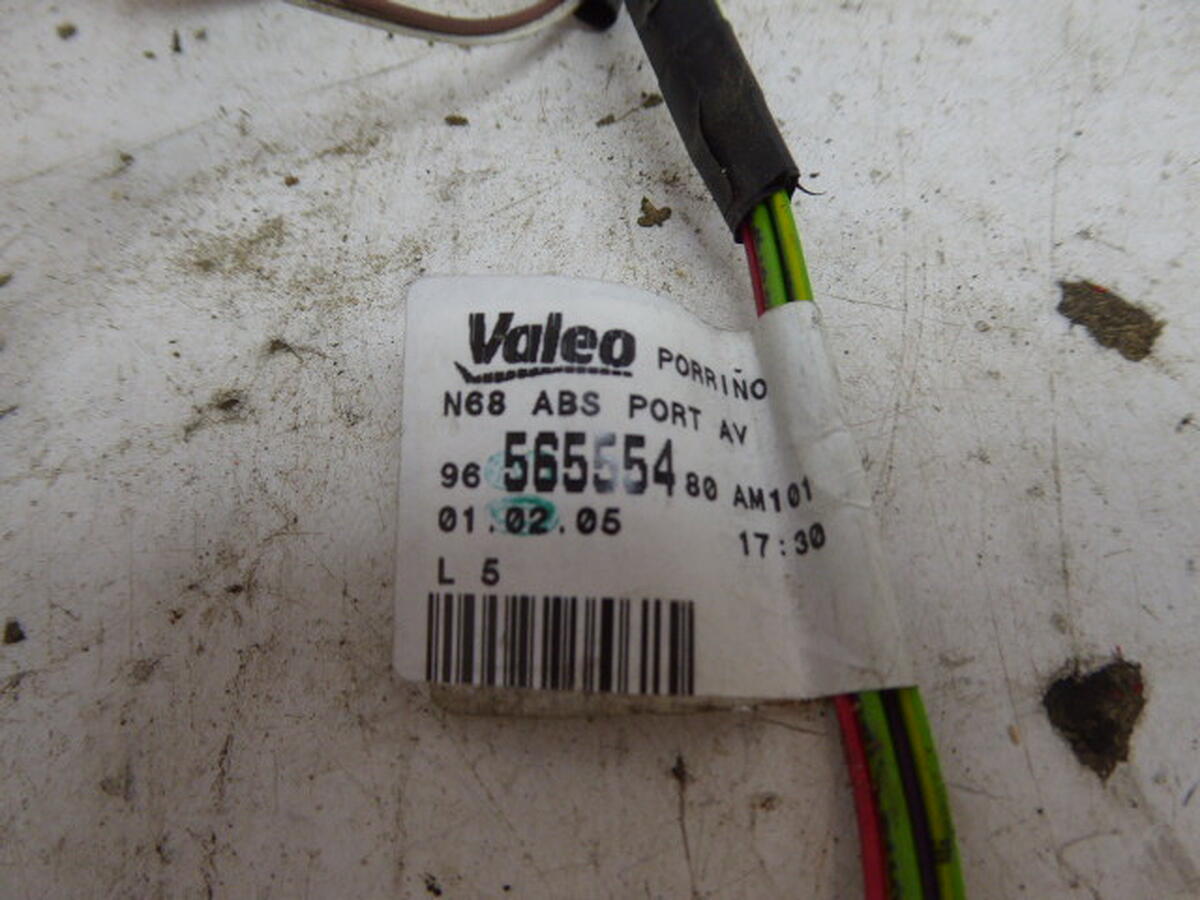 Valeo PORRIÑO
N68 ABS PORT AV
96 565554 80 AM101
01.02.05 17:30
L 5